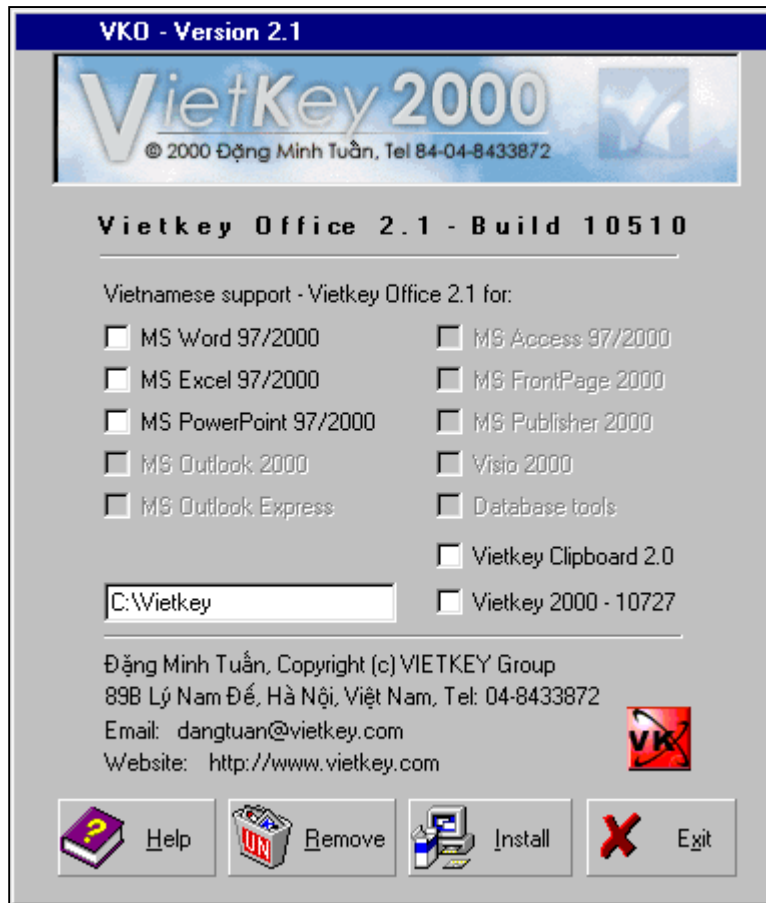 VKO - Version 2.1
VietKey 2000
© 2000 Đặng Minh Tuấn, Tel 84-04-8433872
Vietkey Office 2.1 - Build 10510
Vietnamese support - Vietkey Office 2.1 for:
MS Word 97/2000
MS Excel 97/2000
MS PowerPoint 97/2000
MS Outlook 2000
MS Outlook Express
MS Access 97/2000
MS FrontPage 2000
MS Publisher 2000
Visio 2000
Database tools
Vietkey Clipboard 2.0
C:\Vietkey
Vietkey 2000 - 10727
Đặng Minh Tuấn, Copyright (c) VIETKEY Group
89B Lý Nam Đế, Hà Nội, Việt Nam, Tel: 04-8433872
Email: dangtuan@vietkey.com
Website: http://www.vietkey.com
VK
Help
UN
Remove
Install
Exit